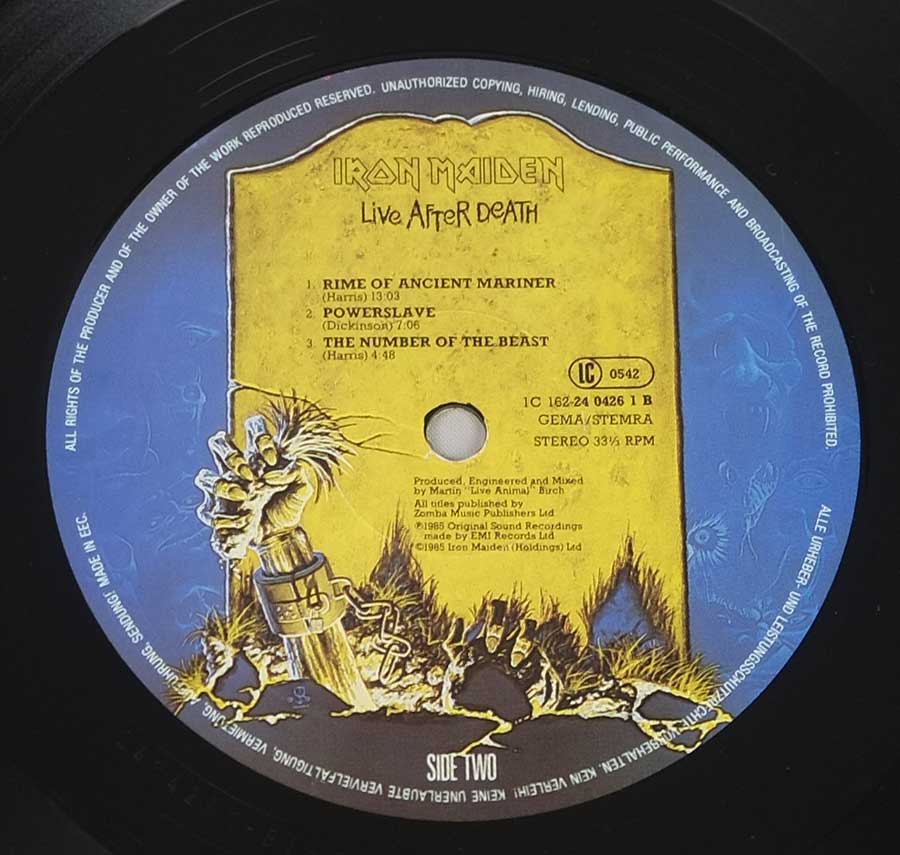 IRON MAIDEN
LIVE AFTER DEATH
1. RIME OF ANCIENT MARINER
(Harris) 13:03
2. POWERSLAVE
(Dickinson) 7:06
3. THE NUMBER OF THE BEAST
(Harris) 4:48
LC 0542
1C 162-24 0426 1 B
GEMA/STEMRA
STEREO 33⅓ RPM
Produced, Engineered and Mixed
by Martin "Live Animal" Birch
All titles published by
Zomba Music Publishers Ltd
℗1985 Original Sound Recordings
made by EMI Records Ltd
©1985 Iron Maiden (Holdings) Ltd
SIDE TWO
ALL RIGHTS OF THE PRODUCER AND OF THE OWNER OF THE WORK REPRODUCED RESERVED. UNAUTHORIZED COPYING, HIRING, LENDING, PUBLIC PERFORMANCE AND BROADCASTING OF THE RECORD PROHIBITED.
ALLE URHEBER- UND LEISTUNGSSCHUTZRECHTE VORBEHALTEN. KEIN VERLEIH! KEINE UNERLAUBTE VERVIELFÄLTIGUNG, VERMIETUNG, SENDUNG! MADE IN EEC.